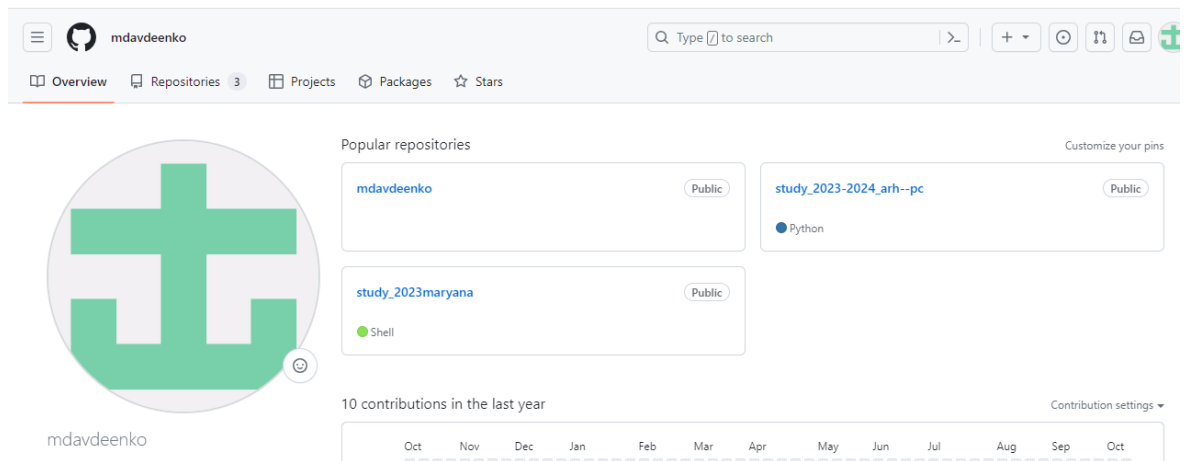 mdavdeenko
Type / to search
Overview Repositories 3 Projects Packages Stars
Popular repositories
Customize your pins
mdavdeenko Public
study_2023-2024_arh--pc Public
Python
study_2023maryana Public
Shell
10 contributions in the last year
Contribution settings
mdavdeenko
Oct Nov Dec Jan Feb Mar Apr May Jun Jul Aug Sep Oct